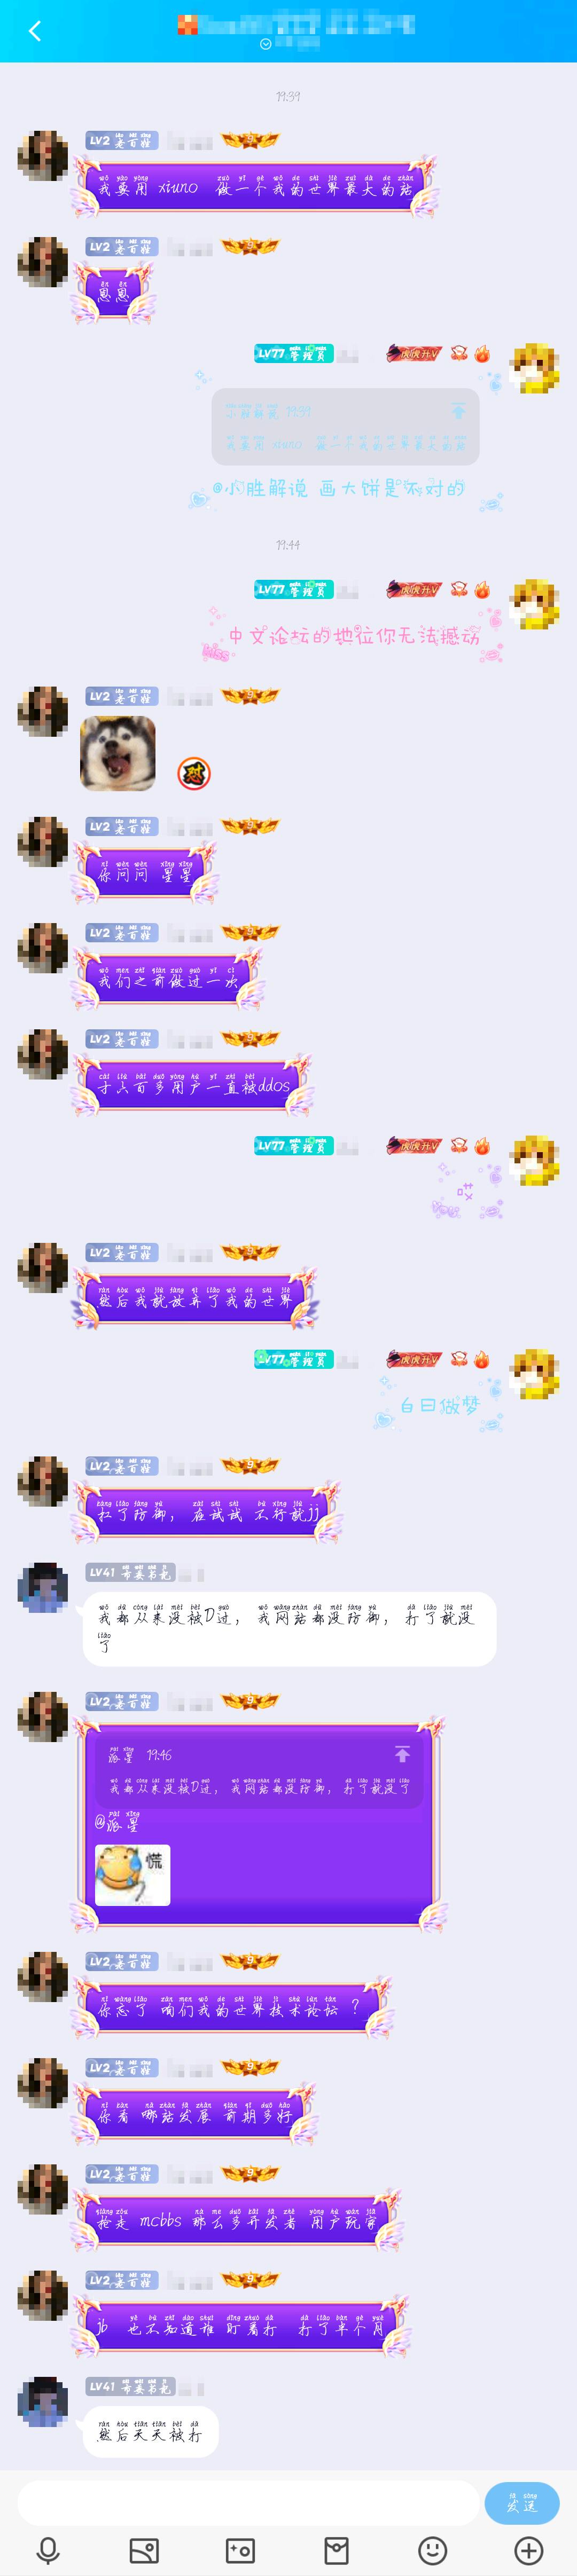 19:39
LV2 老百姓
我要用 xiuno 做一个我的世界最大的站
LV2 老百姓
恩恩
LV77 管理员
小胜解说 19:39
我要用 xiuno 做一个我的世界最大的站
@小胜解说 画大饼是不对的
19:44
LV77 管理员
中文论坛的地位你无法撼动
LV2 老百姓
怼
LV2 老百姓
你问问 星星
LV2 老百姓
我们之前做过一次
LV2 老百姓
才六百多用户一直被ddos
LV77 管理员
LV2 老百姓
然后我就放弃了我的世界
LV77 管理员
白日做梦
LV2 老百姓
扛了防御， 在试试 不行就jj
LV41 市委书记
我都从来没被D过， 我网站都没防御， 打了就没
了
LV2 老百姓
派星 19:46
我都从来没被D过， 我网站都没防御， 打了就没了
@派星
慌
LV2 老百姓
你忘了 咱们我的世界技术论坛 ？
LV2 老百姓
你看 哪站发展 前期多好
LV2 老百姓
抢走 mcbbs 那么多开发者 用户玩家
LV2 老百姓
jb 也不知道谁 盯着打 打了半个月
LV41 市委书记
然后天天被打
发送